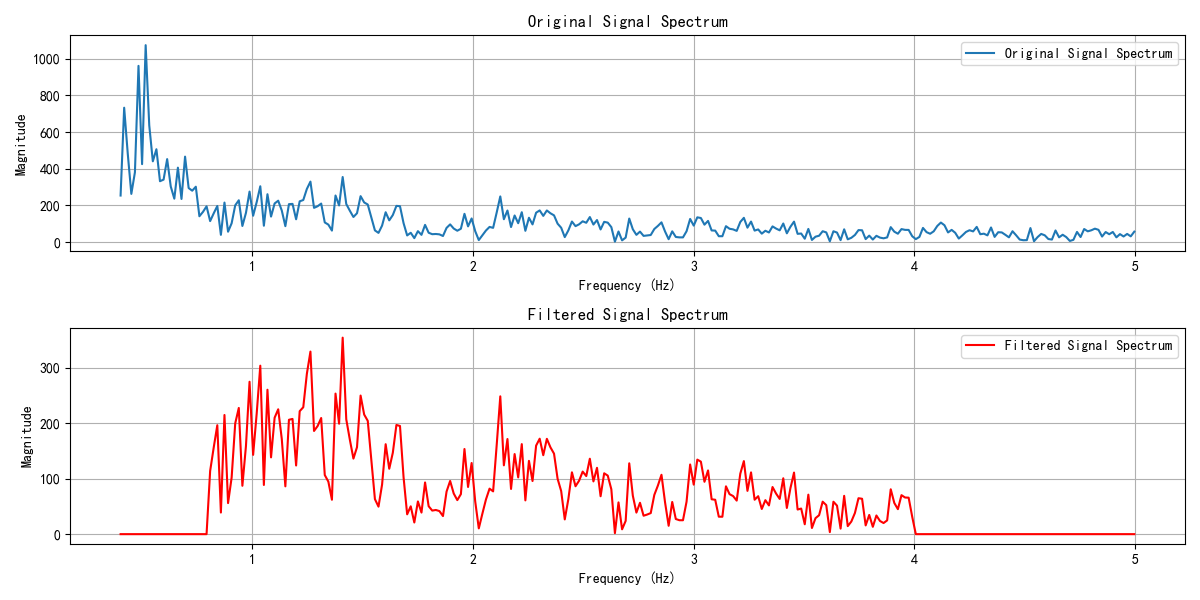 Original Signal Spectrum
Original Signal Spectrum
Magnitude
1000
800
600
400
200
0
1 2 3 4 5
Frequency (Hz)
Filtered Signal Spectrum
Filtered Signal Spectrum
Magnitude
300
200
100
0
1 2 3 4 5
Frequency (Hz)